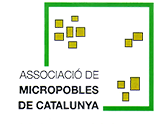 ASSOCIACIÓ DE
MICROPOBLES
DE CATALUNYA